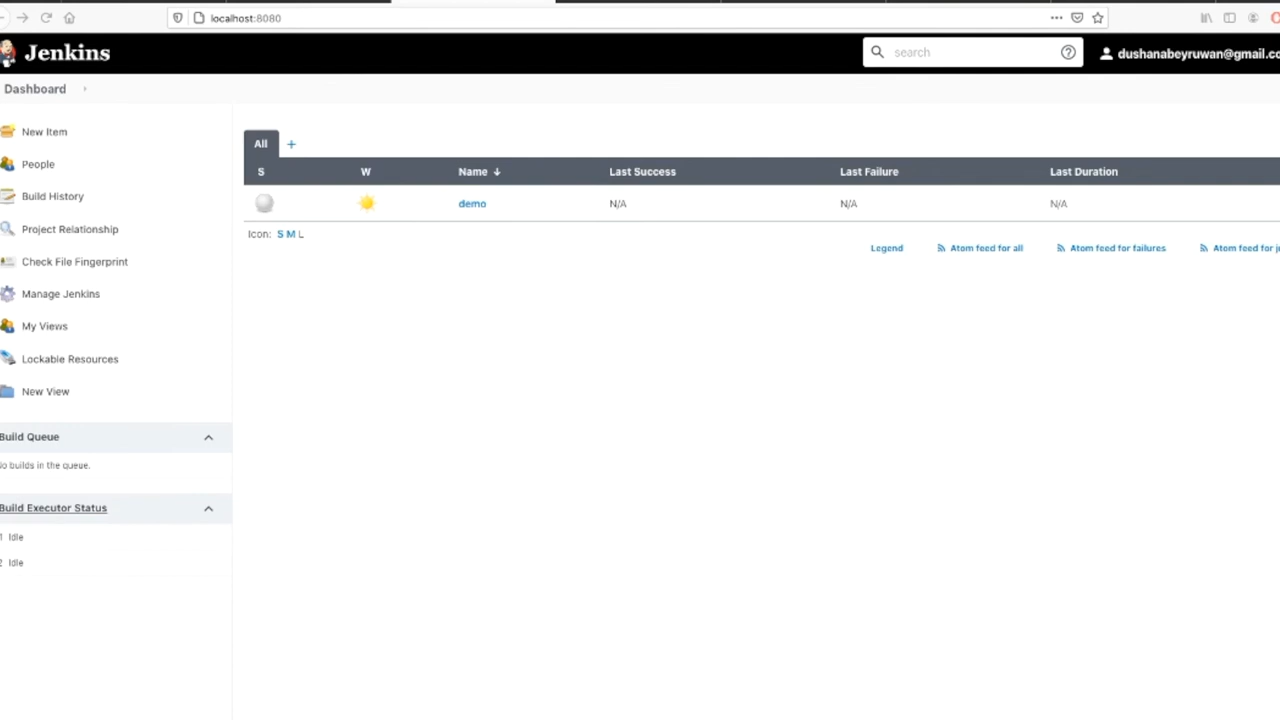 localhost:8080
Jenkins
search
dushanabeyruwan@gmail.co
Dashboard
New Item
People
Build History
Project Relationship
Check File Fingerprint
Manage Jenkins
My Views
Lockable Resources
New View
Build Queue
No builds in the queue.
Build Executor Status
1 Idle
2 Idle
All +
S W Name ↓ Last Success Last Failure Last Duration
demo N/A N/A N/A
Icon: S M L
Legend Atom feed for all Atom feed for failures Atom feed for j